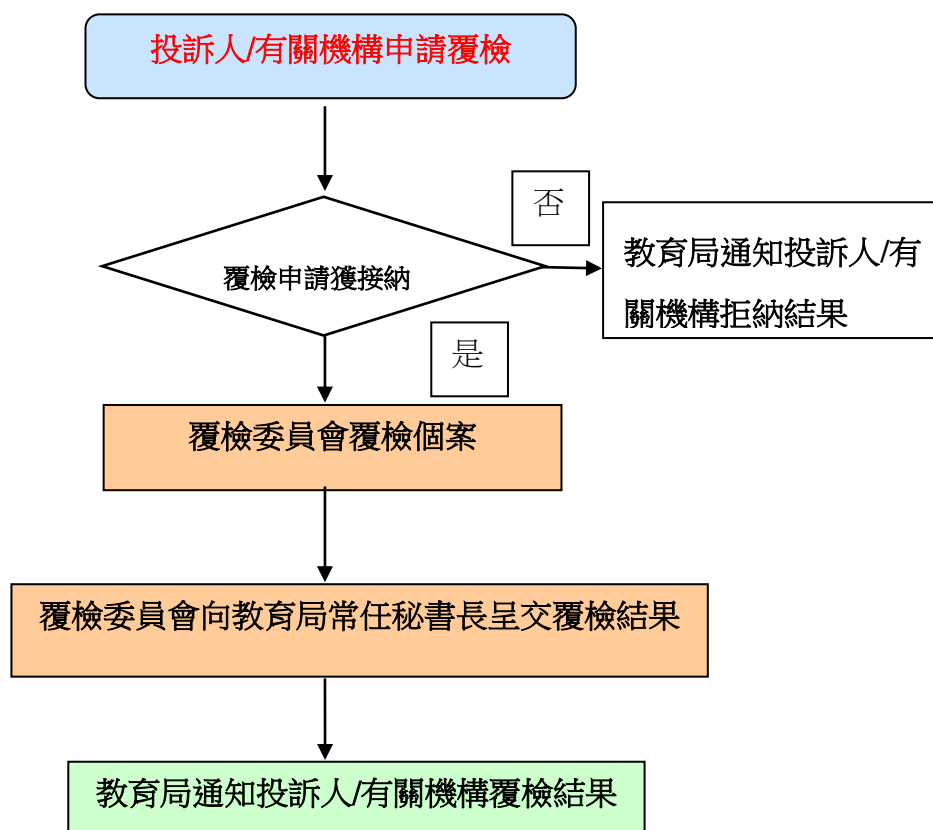 投訴人/有關機構申請覆檢
否
教育局通知投訴人/有
關機構拒納結果
覆檢申請獲接納
是
覆檢委員會覆檢個案
覆檢委員會向教育局常任秘書長呈交覆檢結果
教育局通知投訴人/有關機構覆檢結果